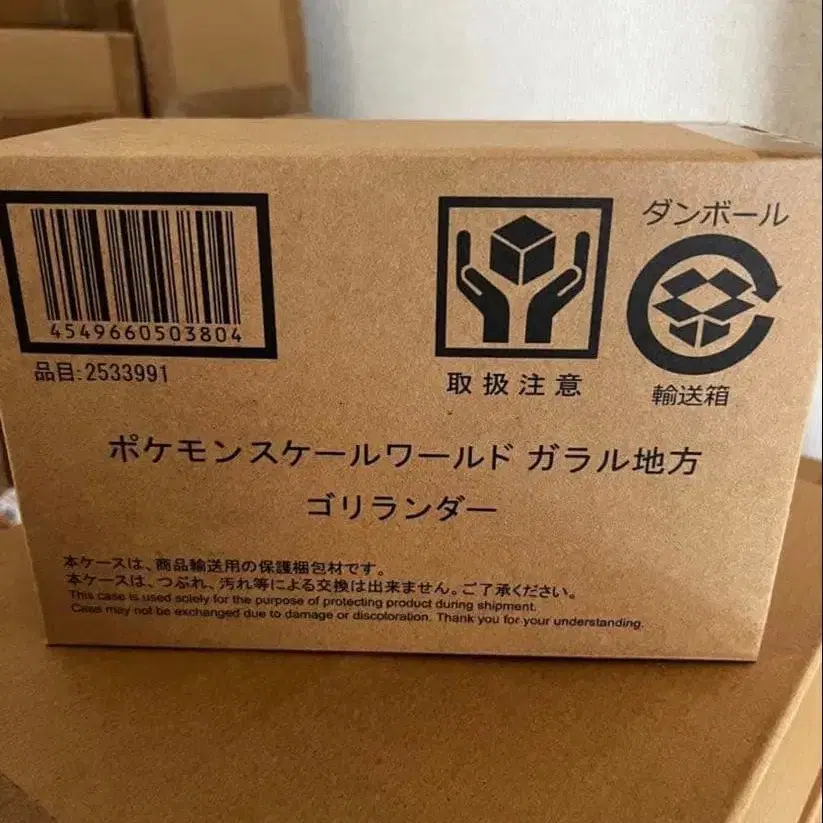 4549660503804
品目:2533991
取扱注意
ダンボール
輸送箱
ポケモンスケールワールド ガラル地方
ゴリランダー
本ケースは、商品輸送用の保護梱包材です。
本ケースは、つぶれ、汚れ等による交換は出来ません。ご了承ください。
This case is used solely for the purpose of protecting product during shipment.
Case may not be exchanged due to damage or discoloration. Thank you for your understanding.